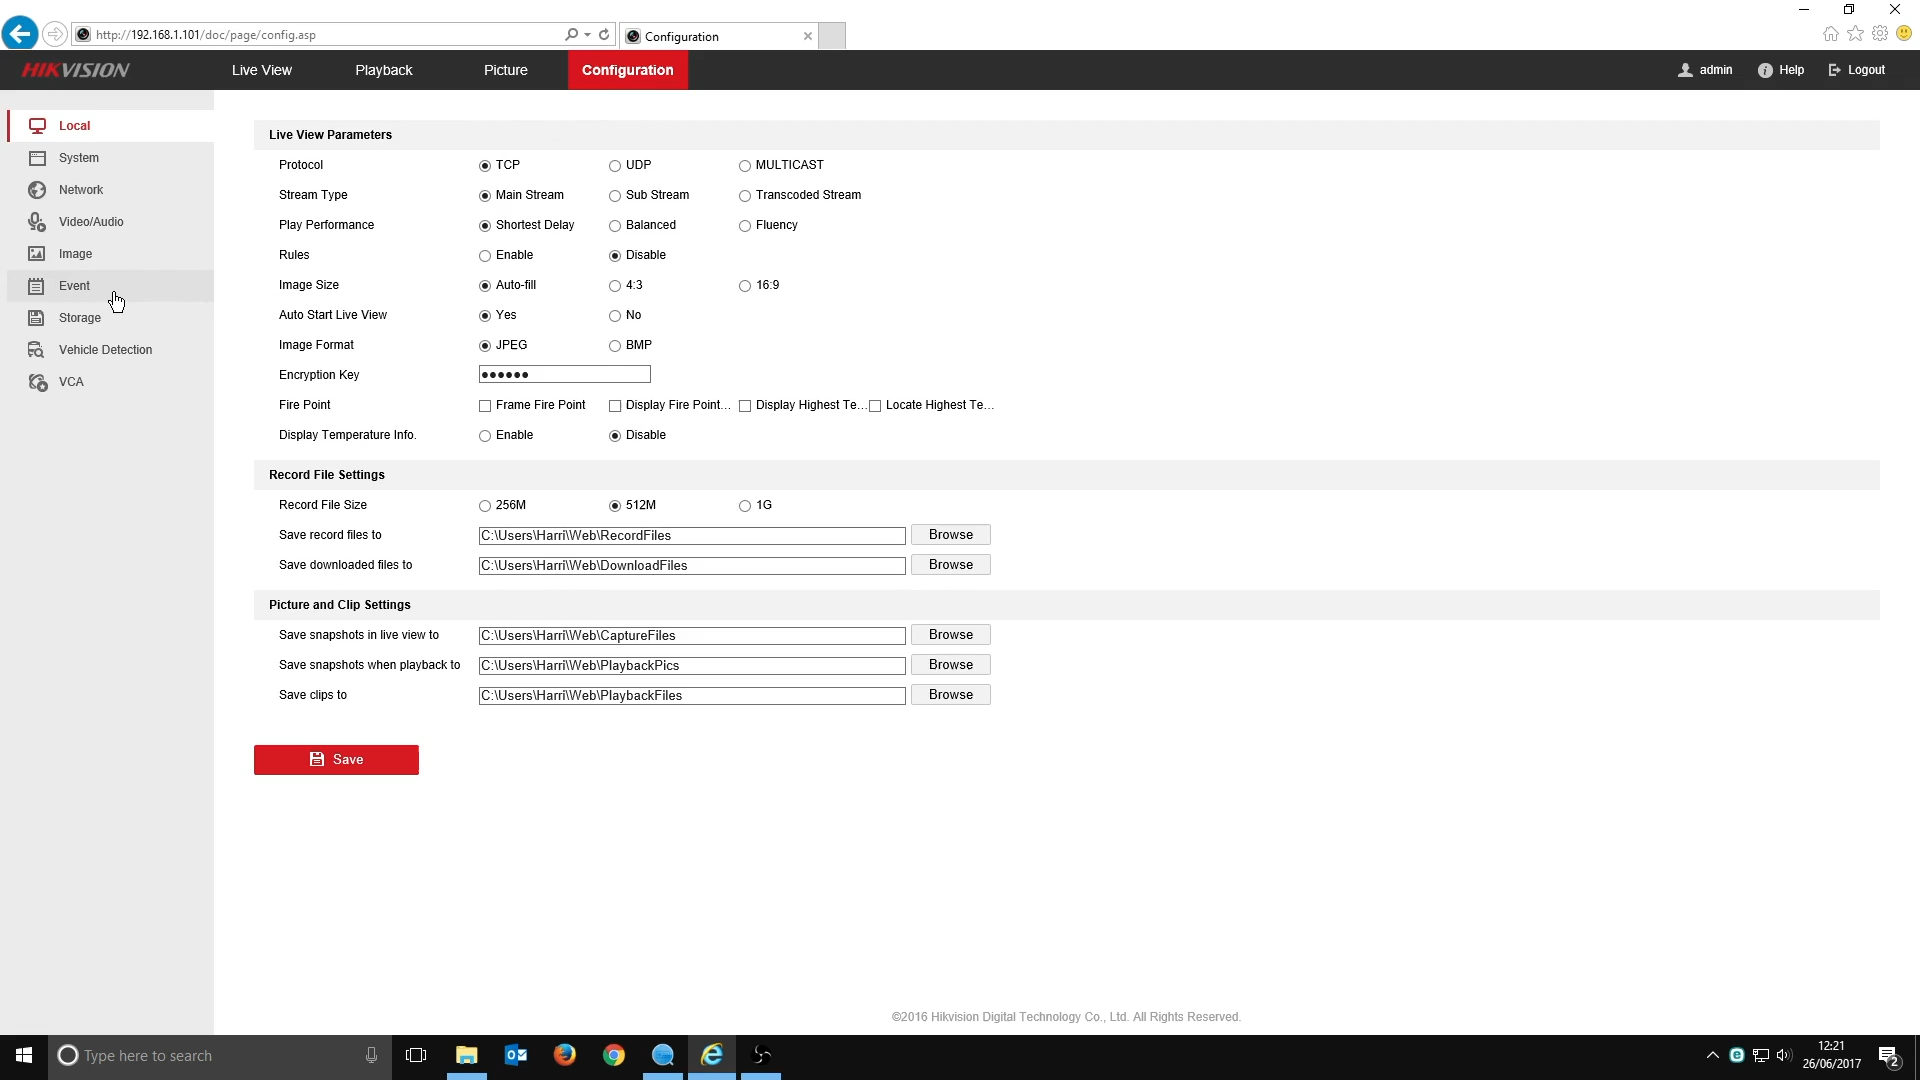 http://192.168.1.101/doc/page/config.asp
Configuration
HIKVISION
Live View
Playback
Picture
Configuration
admin
Help
Logout
Local
System
Network
Video/Audio
Image
Event
Storage
Vehicle Detection
VCA
Live View Parameters
Protocol TCP UDP MULTICAST
Stream Type Main Stream Sub Stream Transcoded Stream
Play Performance Shortest Delay Balanced Fluency
Rules Enable Disable
Image Size Auto-fill 4:3 16:9
Auto Start Live View Yes No
Image Format JPEG BMP
Encryption Key ●●●●●●
Fire Point Frame Fire Point Display Fire Point... Display Highest Te... Locate Highest Te...
Display Temperature Info. Enable Disable
Record File Settings
Record File Size 256M 512M 1G
Save record files to C:\Users\Harri\Web\RecordFiles Browse
Save downloaded files to C:\Users\Harri\Web\DownloadFiles Browse
Picture and Clip Settings
Save snapshots in live view to C:\Users\Harri\Web\CaptureFiles Browse
Save snapshots when playback to C:\Users\Harri\Web\PlaybackPics Browse
Save clips to C:\Users\Harri\Web\PlaybackFiles Browse
Save
©2016 Hikvision Digital Technology Co., Ltd. All Rights Reserved.
Type here to search
12:21
26/06/2017
2